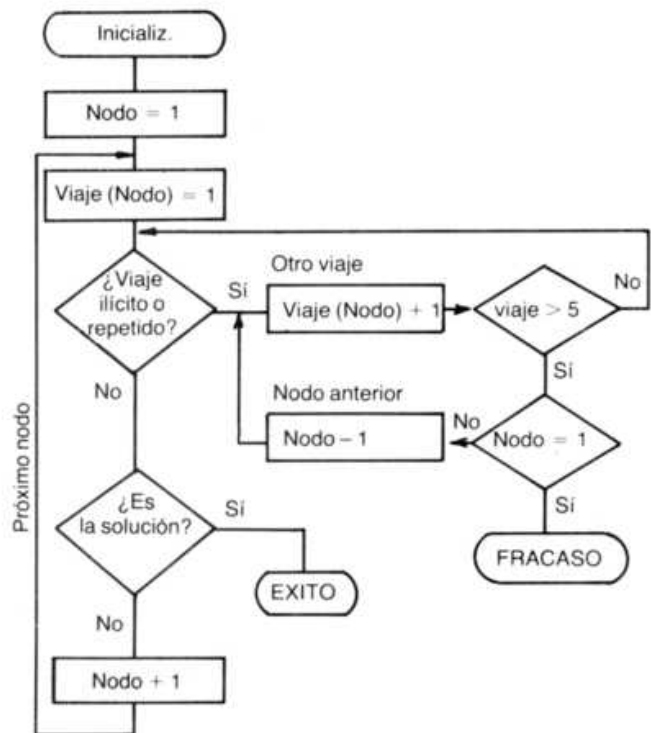 Inicializ.
Nodo = 1
Viaje (Nodo) = 1
¿Viaje
ilícito o
repetido?
Sí
No
Otro viaje
Viaje (Nodo) + 1
viaje > 5
No
Sí
Nodo anterior
Nodo – 1
No
Nodo = 1
Sí
FRACASO
Próximo nodo
¿Es
la solución?
Sí
EXITO
No
Nodo + 1